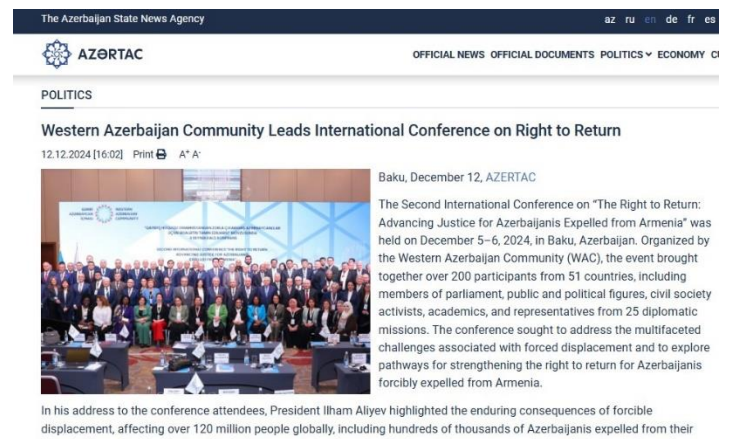 The Azerbaijan State News Agency
az ru en de fr es
AZƏRTAC
OFFICIAL NEWS OFFICIAL DOCUMENTS POLITICS ECONOMY
POLITICS
Western Azerbaijan Community Leads International Conference on Right to Return
12.12.2024 [16:02] Print A⁺ A⁻
Baku, December 12, AZERTAC
The Second International Conference on "The Right to Return:
Advancing Justice for Azerbaijanis Expelled from Armenia" was
held on December 5–6, 2024, in Baku, Azerbaijan. Organized by
the Western Azerbaijan Community (WAC), the event brought
together over 200 participants from 51 countries, including
members of parliament, public and political figures, civil society
activists, academics, and representatives from 25 diplomatic
missions. The conference sought to address the multifaceted
challenges associated with forced displacement and to explore
pathways for strengthening the right to return for Azerbaijanis
forcibly expelled from Armenia.
In his address to the conference attendees, President Ilham Aliyev highlighted the enduring consequences of forcible
displacement, affecting over 120 million people globally, including hundreds of thousands of Azerbaijanis expelled from their